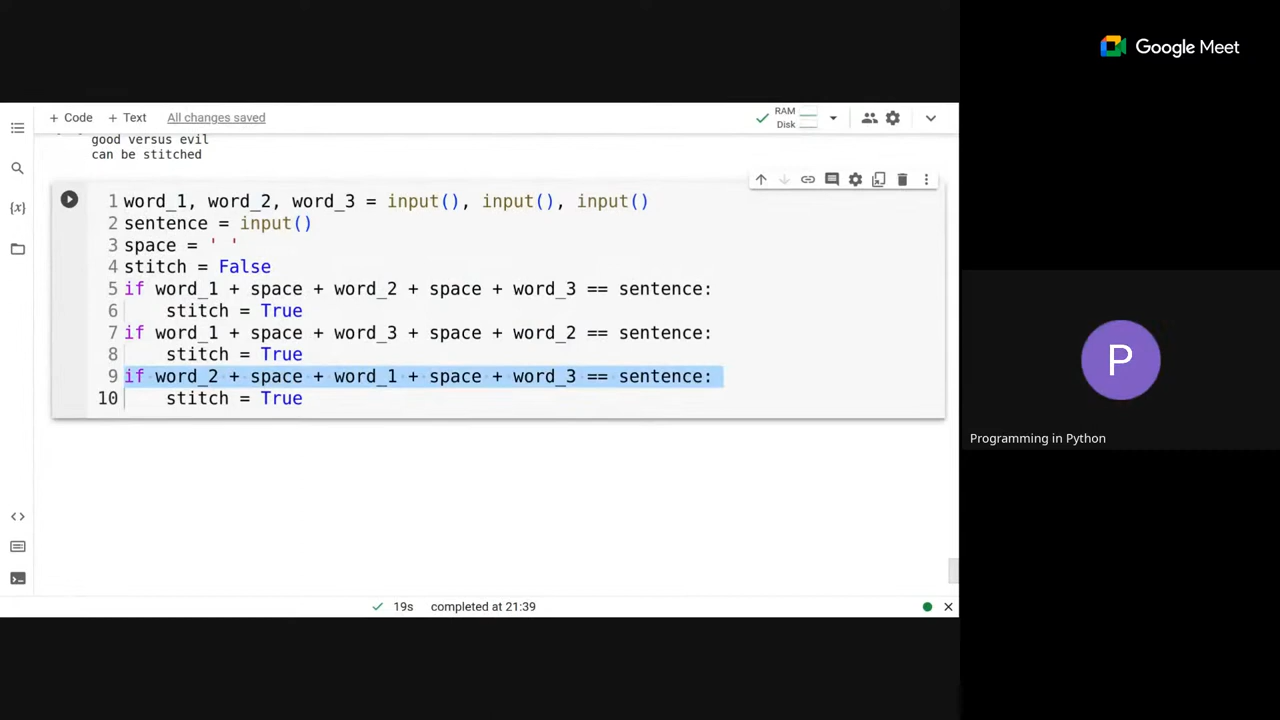 Google Meet
+ Code + Text All changes saved
RAM
Disk
good versus evil
can be stitched
1 word_1, word_2, word_3 = input(), input(), input()
2 sentence = input()
3 space = ' '
4 stitch = False
5 if word_1 + space + word_2 + space + word_3 == sentence:
6 stitch = True
7 if word_1 + space + word_3 + space + word_2 == sentence:
8 stitch = True
9 if word_2 + space + word_1 + space + word_3 == sentence:
10 stitch = True
P
Programming in Python
19s completed at 21:39